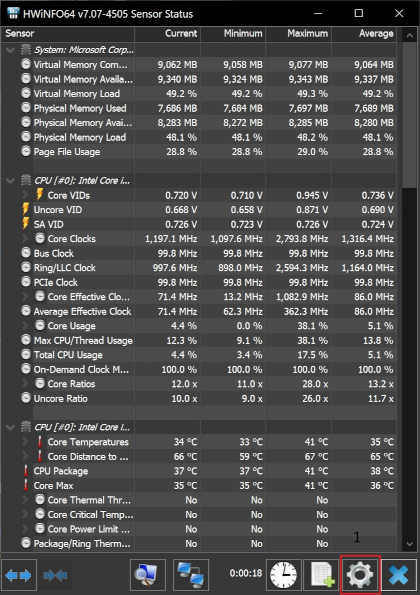 HWiNFO64 v7.07-4505 Sensor Status
Sensor Current Minimum Maximum Average
System: Microsoft Corp...
Virtual Memory Com... 9,062 MB 9,058 MB 9,077 MB 9,064 MB
Virtual Memory Availa... 9,340 MB 9,324 MB 9,343 MB 9,337 MB
Virtual Memory Load 49.2 % 49.2 % 49.3 % 49.2 %
Physical Memory Used 7,686 MB 7,684 MB 7,697 MB 7,689 MB
Physical Memory Avai... 8,283 MB 8,272 MB 8,285 MB 8,280 MB
Physical Memory Load 48.1 % 48.1 % 48.2 % 48.1 %
Page File Usage 28.8 % 28.8 % 29.0 % 28.8 %
CPU [#0]: Intel Core i...
Core VIDs 0.720 V 0.710 V 0.945 V 0.736 V
Uncore VID 0.668 V 0.658 V 0.871 V 0.690 V
SA VID 0.726 V 0.723 V 0.726 V 0.724 V
Core Clocks 1,197.1 MHz 1,097.6 MHz 2,793.8 MHz 1,316.4 MHz
Bus Clock 99.8 MHz 99.8 MHz 99.8 MHz 99.8 MHz
Ring/LLC Clock 997.6 MHz 898.0 MHz 2,594.3 MHz 1,164.0 MHz
PCIe Clock 99.8 MHz 99.8 MHz 99.8 MHz 99.8 MHz
Core Effective Clo... 71.4 MHz 13.2 MHz 1,082.9 MHz 86.0 MHz
Average Effective Clock 71.4 MHz 62.3 MHz 362.3 MHz 86.0 MHz
Core Usage 4.4 % 0.0 % 38.1 % 5.1 %
Max CPU/Thread Usage 12.3 % 9.1 % 38.1 % 13.8 %
Total CPU Usage 4.4 % 3.4 % 17.5 % 5.1 %
On-Demand Clock M... 100.0 % 100.0 % 100.0 % 100.0 %
Core Ratios 12.0 x 11.0 x 28.0 x 13.2 x
Uncore Ratio 10.0 x 9.0 x 26.0 x 11.7 x
CPU [#0]: Intel Core i...
Core Temperatures 34 °C 33 °C 41 °C 35 °C
Core Distance to ... 66 °C 59 °C 67 °C 65 °C
CPU Package 37 °C 37 °C 41 °C 38 °C
Core Max 35 °C 35 °C 41 °C 36 °C
Core Thermal Thr... No No No
Core Critical Temp... No No No
Core Power Limit ... No No No
Package/Ring Therm... No No No
1
0:00:18